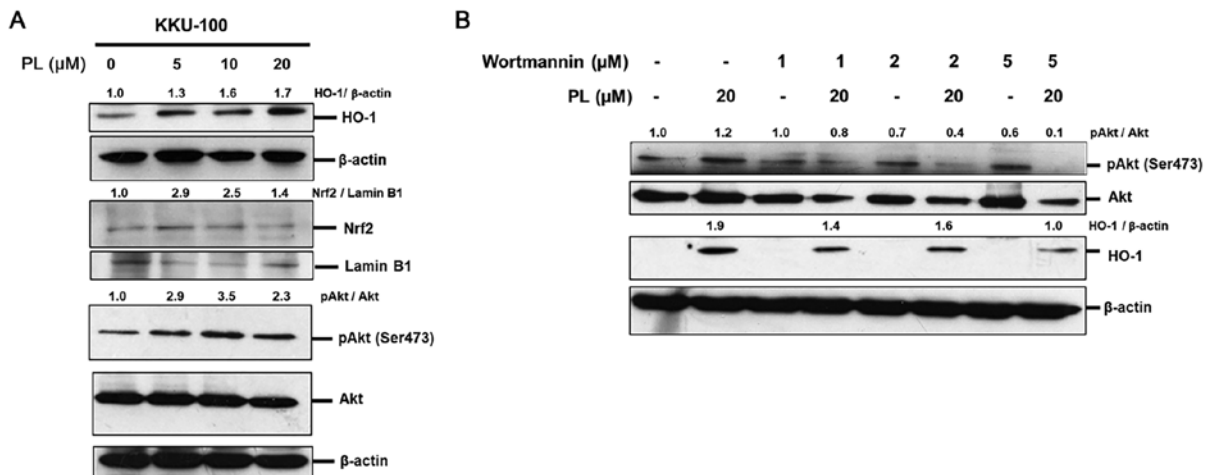 A
KKU-100
PL (µM) 0 5 10 20
1.0 1.3 1.6 1.7 HO-1/ β-actin
HO-1
β-actin
1.0 2.9 2.5 1.4 Nrf2 / Lamin B1
Nrf2
Lamin B1
1.0 2.9 3.5 2.3 pAkt / Akt
pAkt (Ser473)
Akt
β-actin
B
Wortmannin (µM) - - 1 1 2 2 5 5
PL (µM) - 20 - 20 - 20 - 20
1.0 1.2 1.0 0.8 0.7 0.4 0.6 0.1 pAkt / Akt
pAkt (Ser473)
Akt
1.9 1.4 1.6 1.0 HO-1 / β-actin
HO-1
β-actin